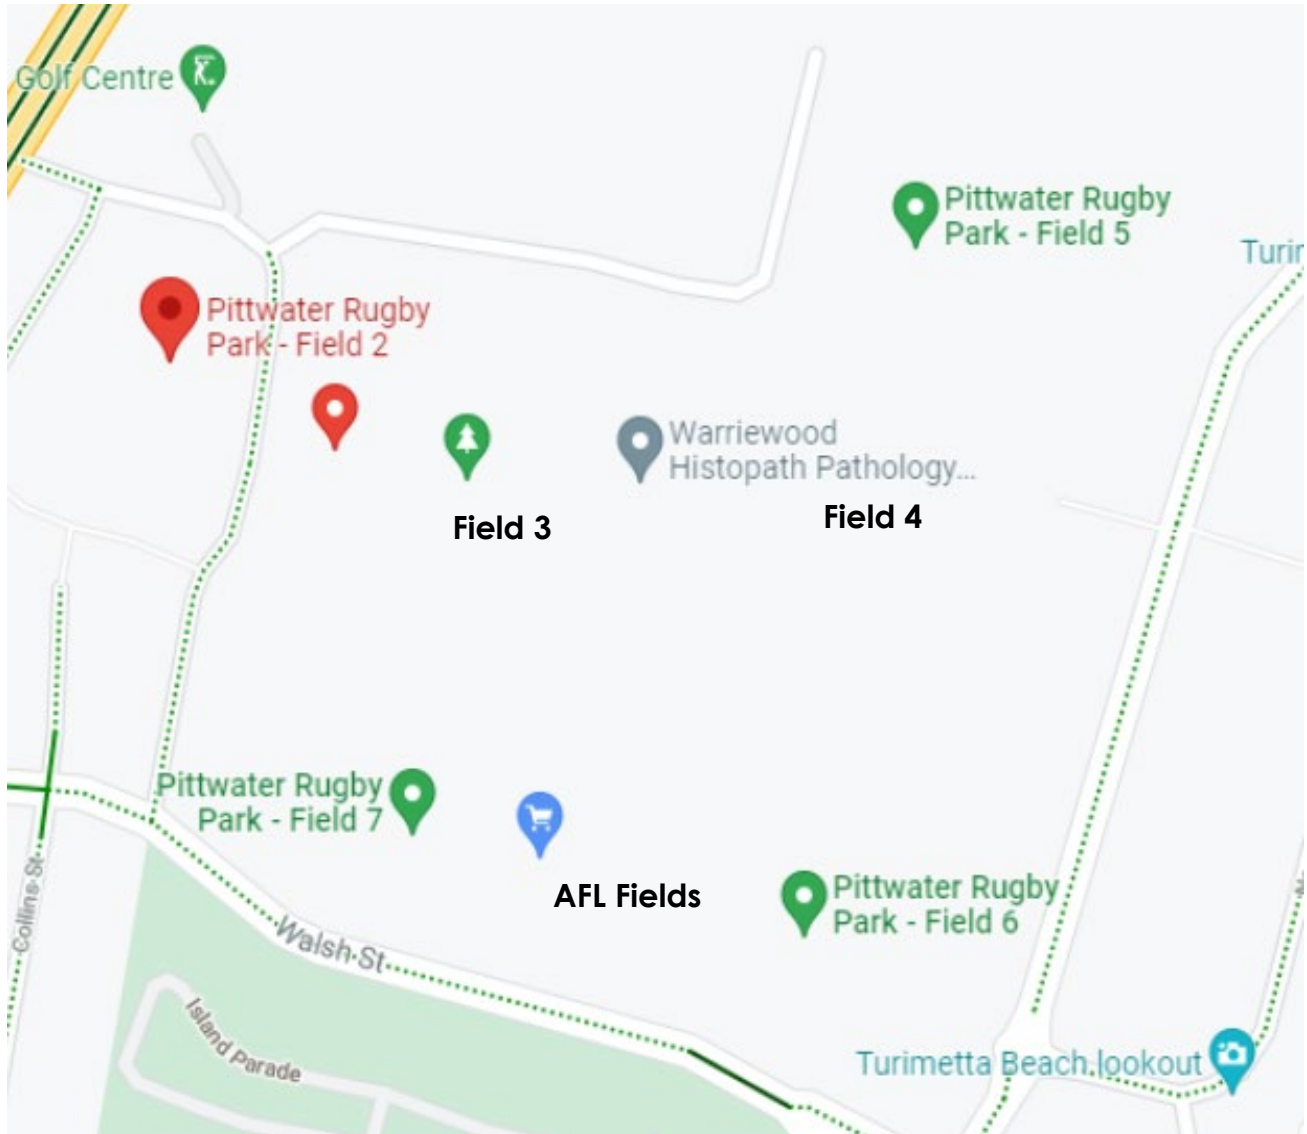 Golf Centre
Pittwater Rugby
Park - Field 5
Pittwater Rugby
Park - Field 2
Warriewood
Histopath Pathology...
Field 3
Field 4
Pittwater Rugby
Park - Field 7
AFL Fields
Pittwater Rugby
Park - Field 6
Collins St
Walsh St
Island Parade
Turimetta Beach lookout